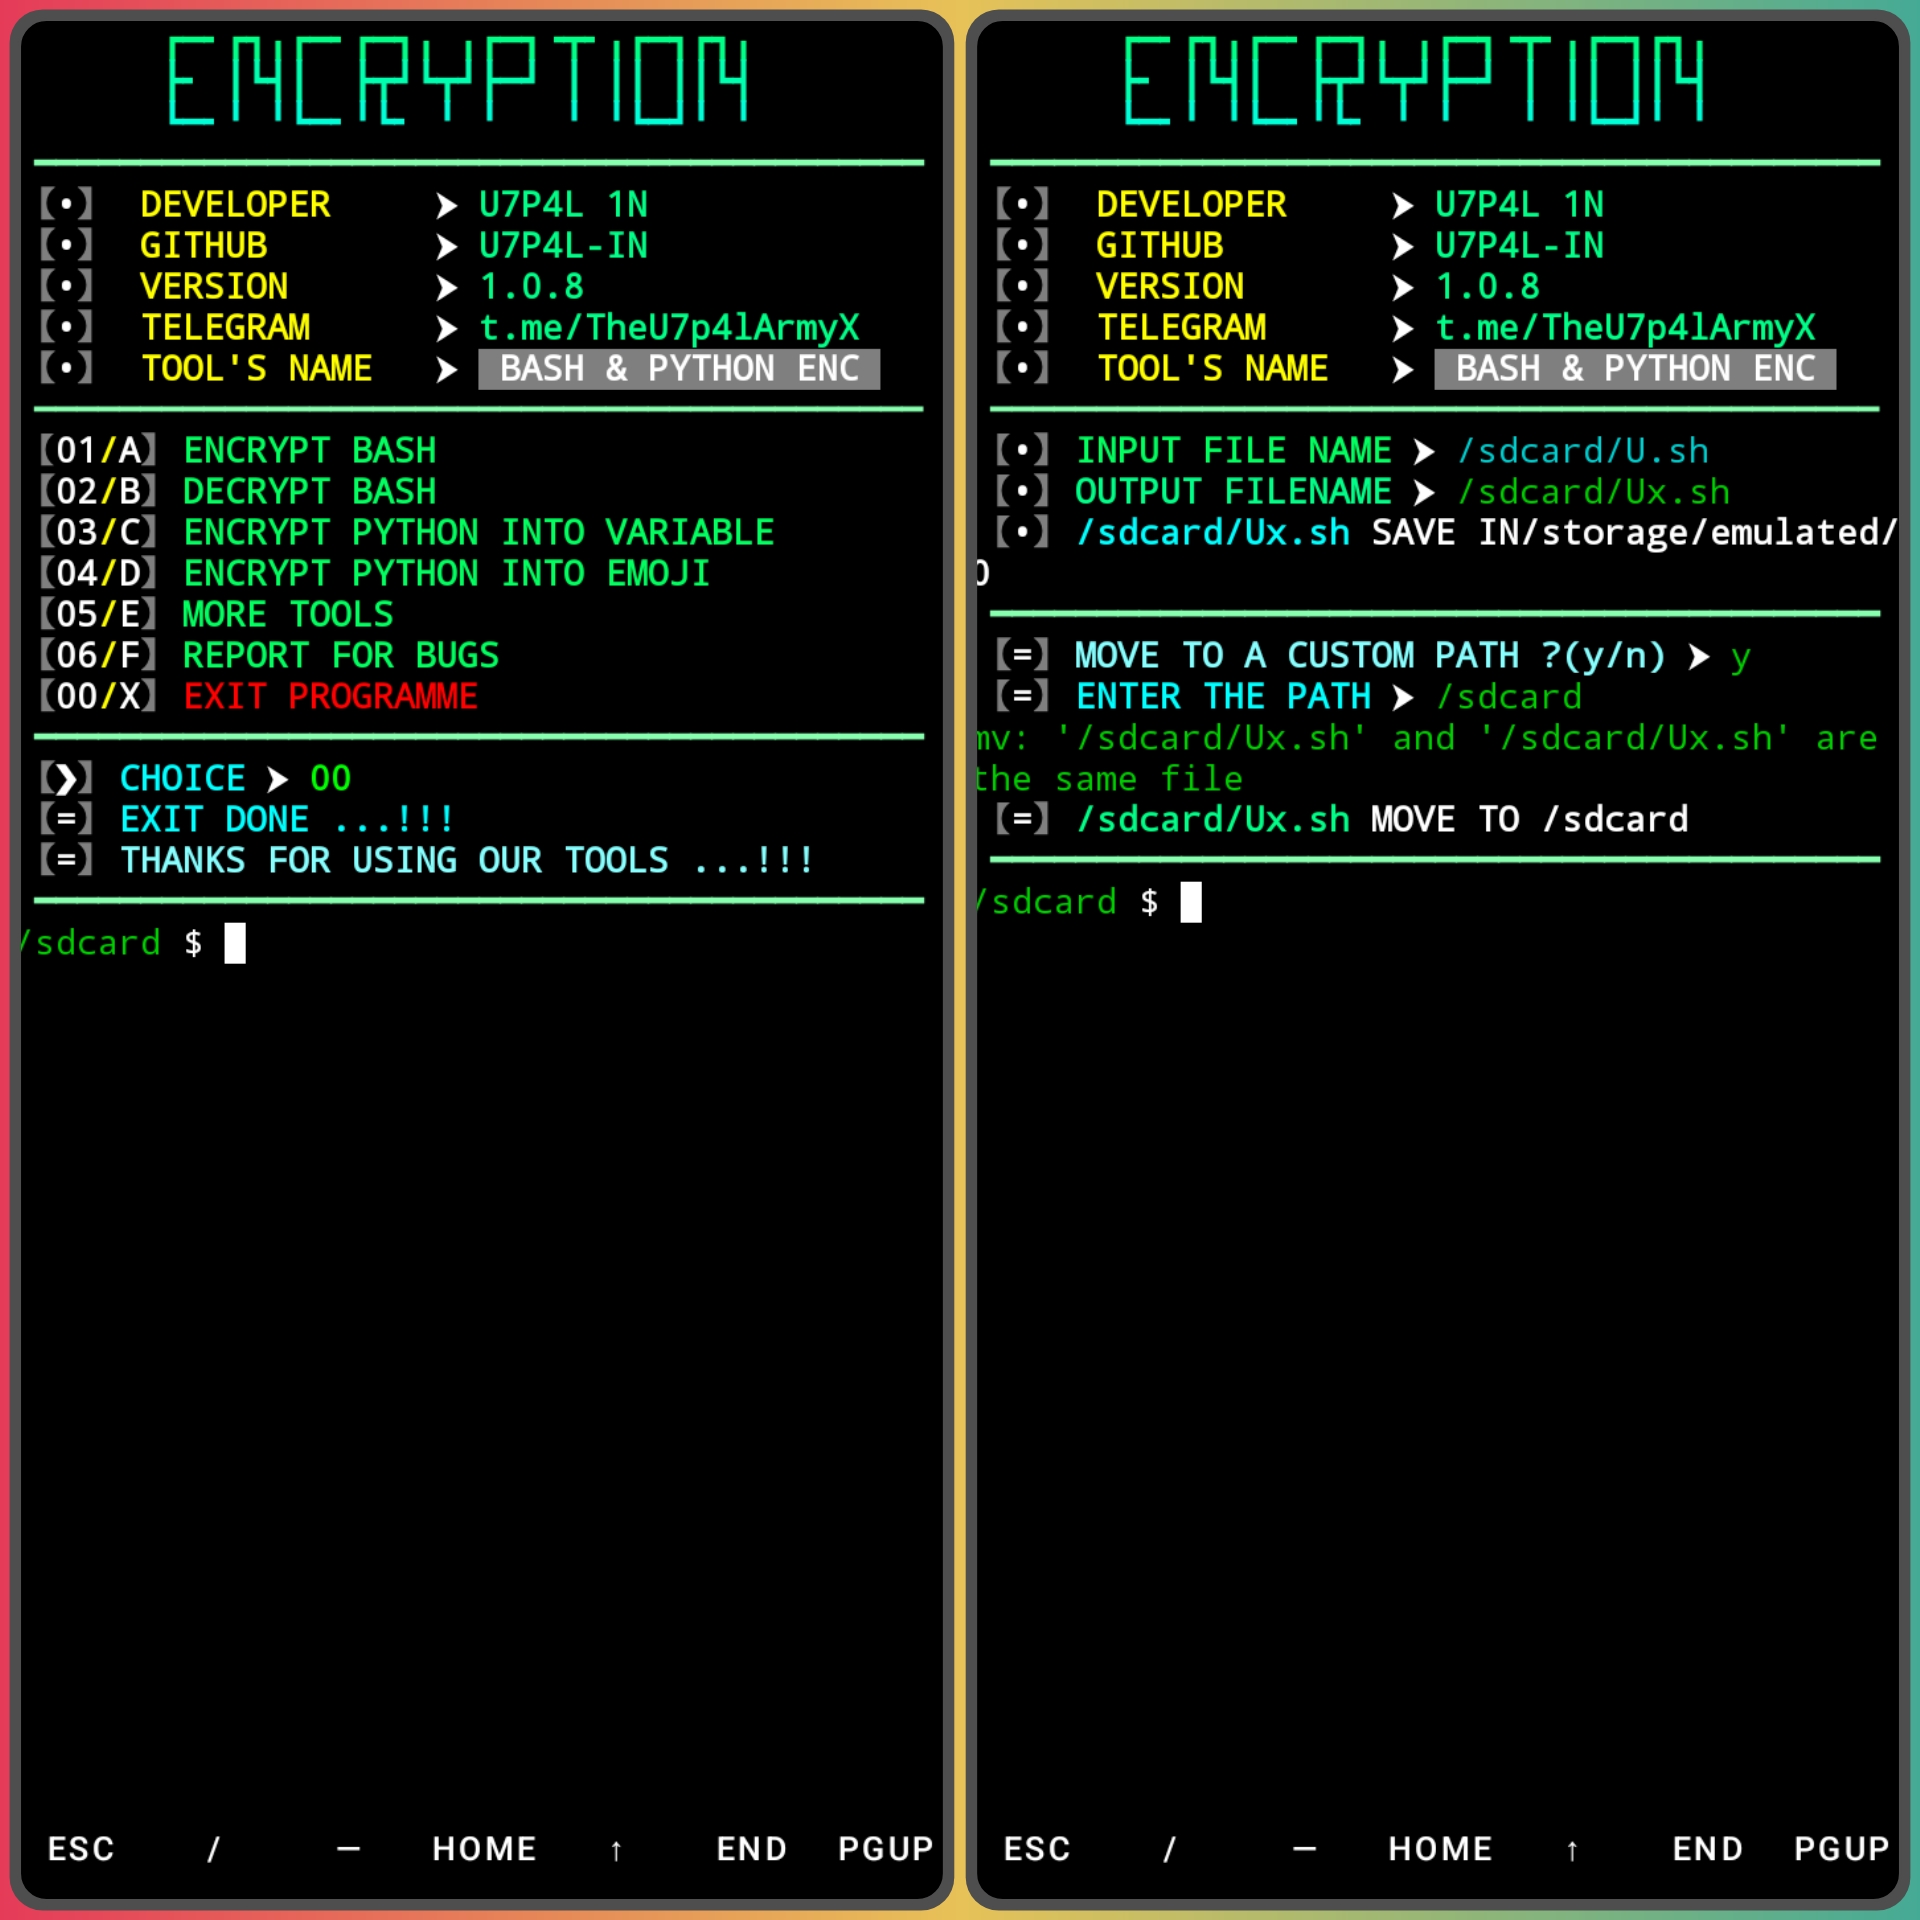 ENCRYPTION
[•] DEVELOPER ➤ U7P4L 1N
[•] GITHUB ➤ U7P4L-IN
[•] VERSION ➤ 1.0.8
[•] TELEGRAM ➤ t.me/TheU7p4lArmyX
[•] TOOL'S NAME ➤ BASH & PYTHON ENC
[01/A] ENCRYPT BASH
[02/B] DECRYPT BASH
[03/C] ENCRYPT PYTHON INTO VARIABLE
[04/D] ENCRYPT PYTHON INTO EMOJI
[05/E] MORE TOOLS
[06/F] REPORT FOR BUGS
[00/X] EXIT PROGRAMME
[❯] CHOICE ➤ 00
[=] EXIT DONE ...!!!
[=] THANKS FOR USING OUR TOOLS ...!!!
/sdcard $
ESC / — HOME ↑ END PGUP
ENCRYPTION
[•] DEVELOPER ➤ U7P4L 1N
[•] GITHUB ➤ U7P4L-IN
[•] VERSION ➤ 1.0.8
[•] TELEGRAM ➤ t.me/TheU7p4lArmyX
[•] TOOL'S NAME ➤ BASH & PYTHON ENC
[•] INPUT FILE NAME ➤ /sdcard/U.sh
[•] OUTPUT FILENAME ➤ /sdcard/Ux.sh
[•] /sdcard/Ux.sh SAVE IN/storage/emulated/
0
[=] MOVE TO A CUSTOM PATH ?(y/n) ➤ y
[=] ENTER THE PATH ➤ /sdcard
mv: '/sdcard/Ux.sh' and '/sdcard/Ux.sh' are
the same file
[=] /sdcard/Ux.sh MOVE TO /sdcard
/sdcard $
ESC / — HOME ↑ END PGUP